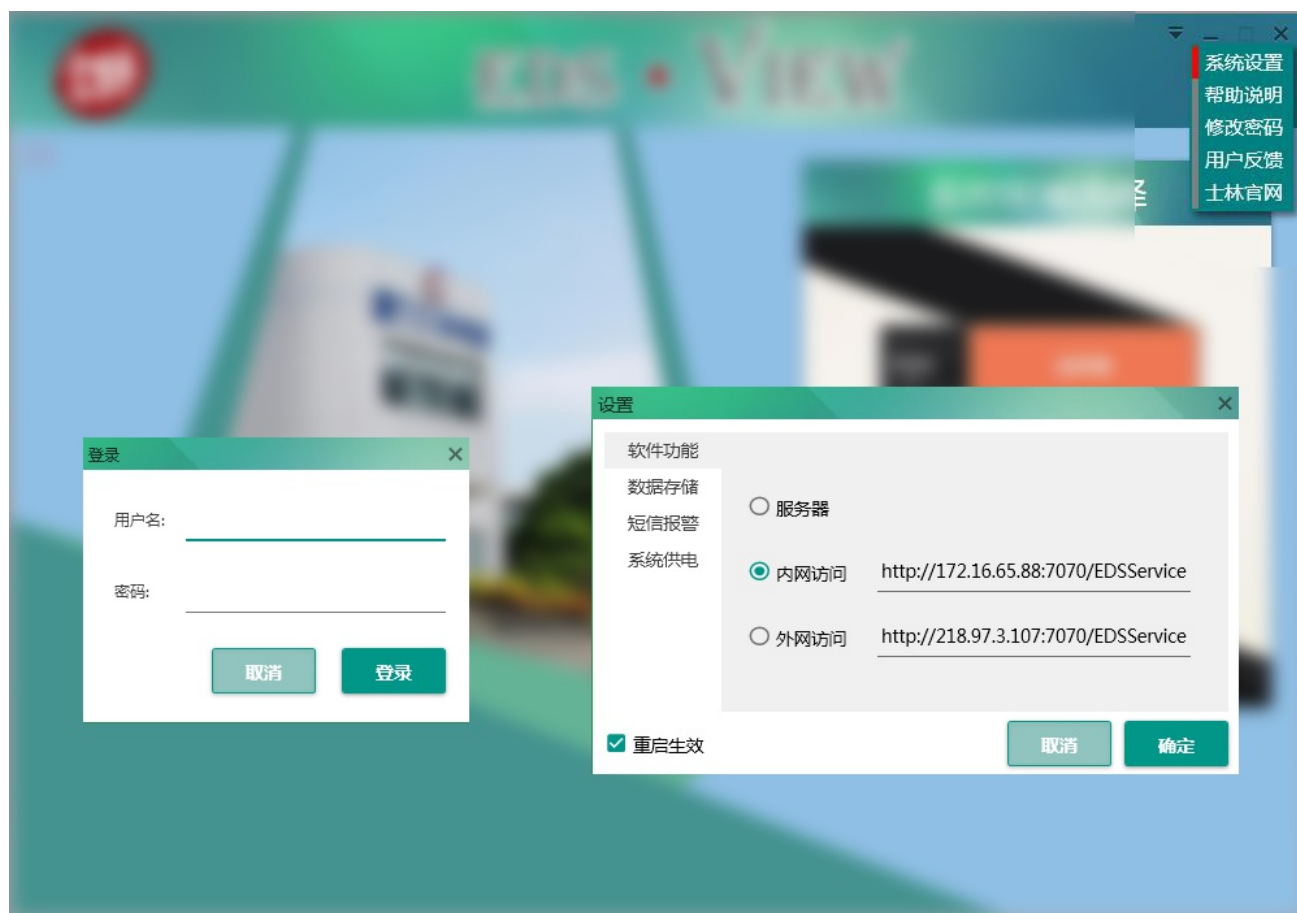 EDS · VIEW
系统设置
帮助说明
修改密码
用户反馈
士林官网
择
登录
用户名:
密码:
取消
登录
设置
软件功能
数据存储
短信报警
系统供电
服务器
内网访问 http://172.16.65.88:7070/EDSService
外网访问 http://218.97.3.107:7070/EDSService
重启生效
取消
确定